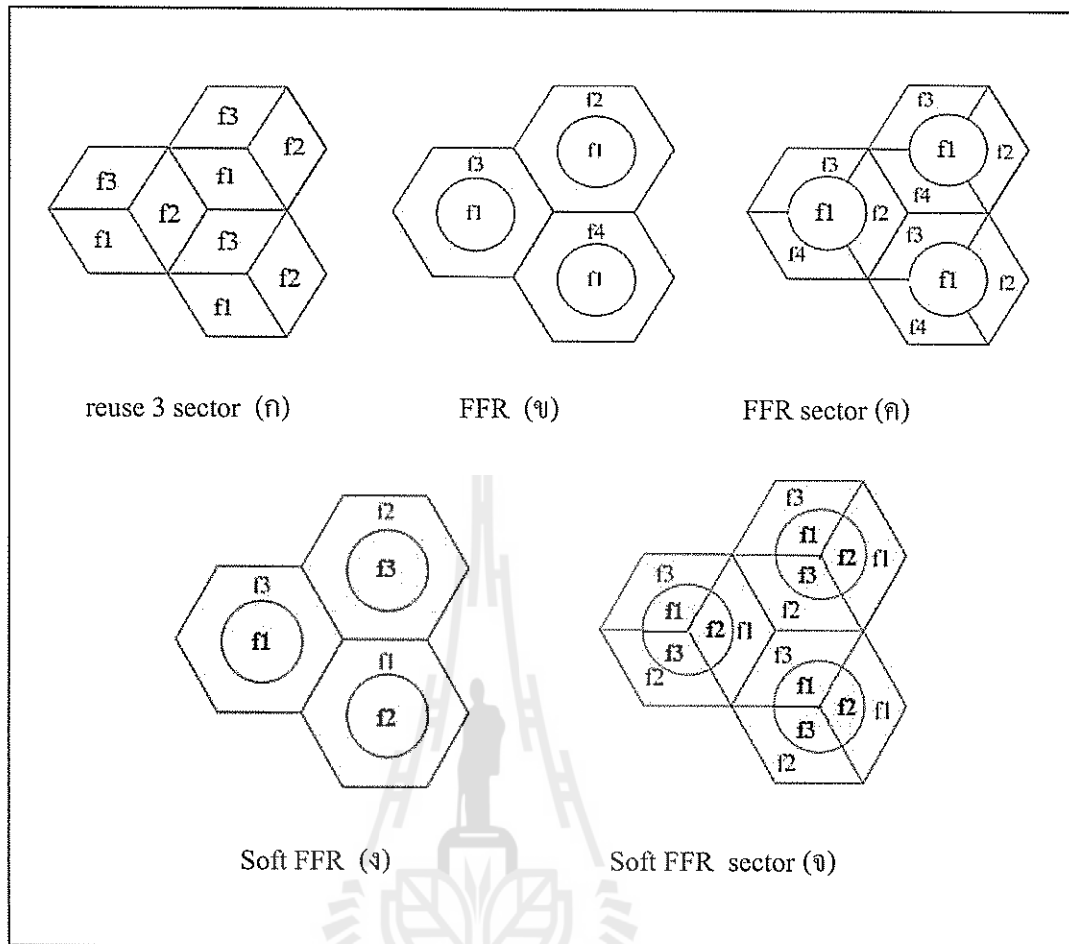 f3
f2
f3
f1
f2
f1
f3
f2
f1
f2
f1
f3
f1
f4
f1
f3
f1
f2
f4
f3
f1
f2
f4
f3
f1
f2
f4
reuse 3 sector (ก)
FFR (ข)
FFR sector (ค)
f2
f3
f3
f1
f1
f2
f3
f1
f2
f1
f3
f2
f3
f1
f2
f1
f3
f2
f3
f1
f2
f1
f3
f2
Soft FFR (ง)
Soft FFR sector (จ)